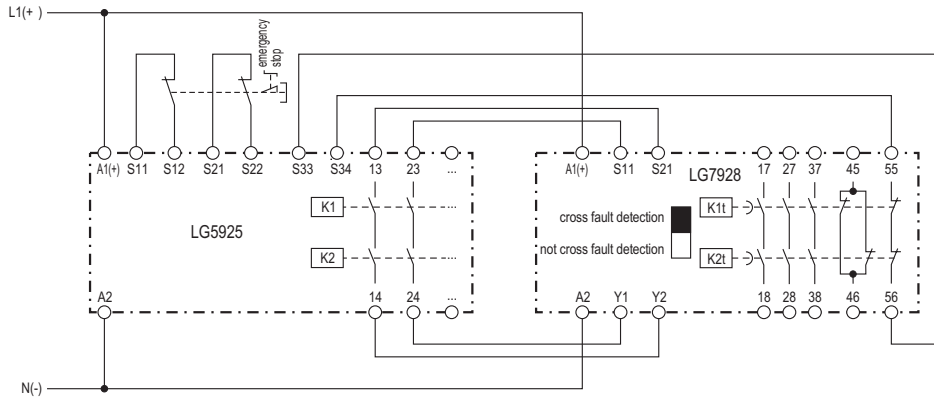 L1(+ )
emergency
stop
A1(+) S11 S12 S21 S22 S33 S34 13 23 ...
A1(+) S11 S21 17 27 37 45 55
LG7928
K1 ...
cross fault detection
K1t
LG5925
not cross fault detection
K2 ...
K2t
A2 14 24 ...
A2 Y1 Y2 18 28 38 46 56
N(-)